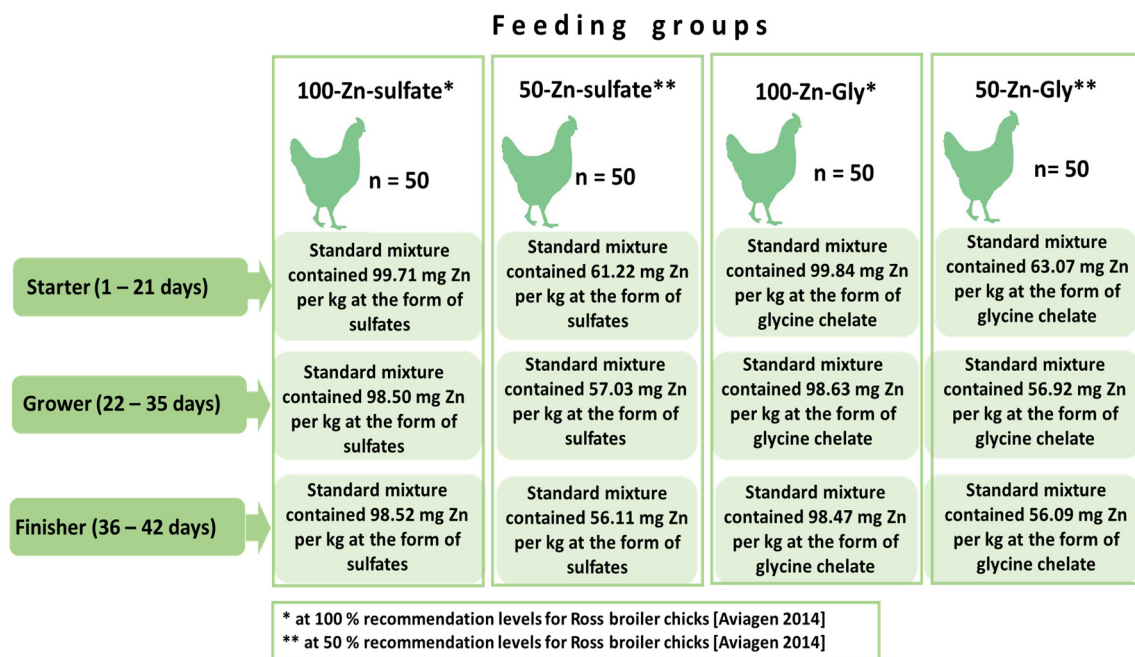 Feeding groups
100-Zn-sulfate*
n = 50
50-Zn-sulfate**
n = 50
100-Zn-Gly*
n = 50
50-Zn-Gly**
n= 50
Starter (1 – 21 days)
Standard mixture
contained 99.71 mg Zn
per kg at the form of
sulfates
Standard mixture
contained 61.22 mg Zn
per kg at the form of
sulfates
Standard mixture
contained 99.84 mg Zn
per kg at the form of
glycine chelate
Standard mixture
contained 63.07 mg Zn
per kg at the form of
glycine chelate
Grower (22 – 35 days)
Standard mixture
contained 98.50 mg Zn
per kg at the form of
sulfates
Standard mixture
contained 57.03 mg Zn
per kg at the form of
sulfates
Standard mixture
contained 98.63 mg Zn
per kg at the form of
glycine chelate
Standard mixture
contained 56.92 mg Zn
per kg at the form of
glycine chelate
Finisher (36 – 42 days)
Standard mixture
contained 98.52 mg Zn
per kg at the form of
sulfates
Standard mixture
contained 56.11 mg Zn
per kg at the form of
sulfates
Standard mixture
contained 98.47 mg Zn
per kg at the form of
glycine chelate
Standard mixture
contained 56.09 mg Zn
per kg at the form of
glycine chelate
* at 100 % recommendation levels for Ross broiler chicks [Aviagen 2014]
** at 50 % recommendation levels for Ross broiler chicks [Aviagen 2014]